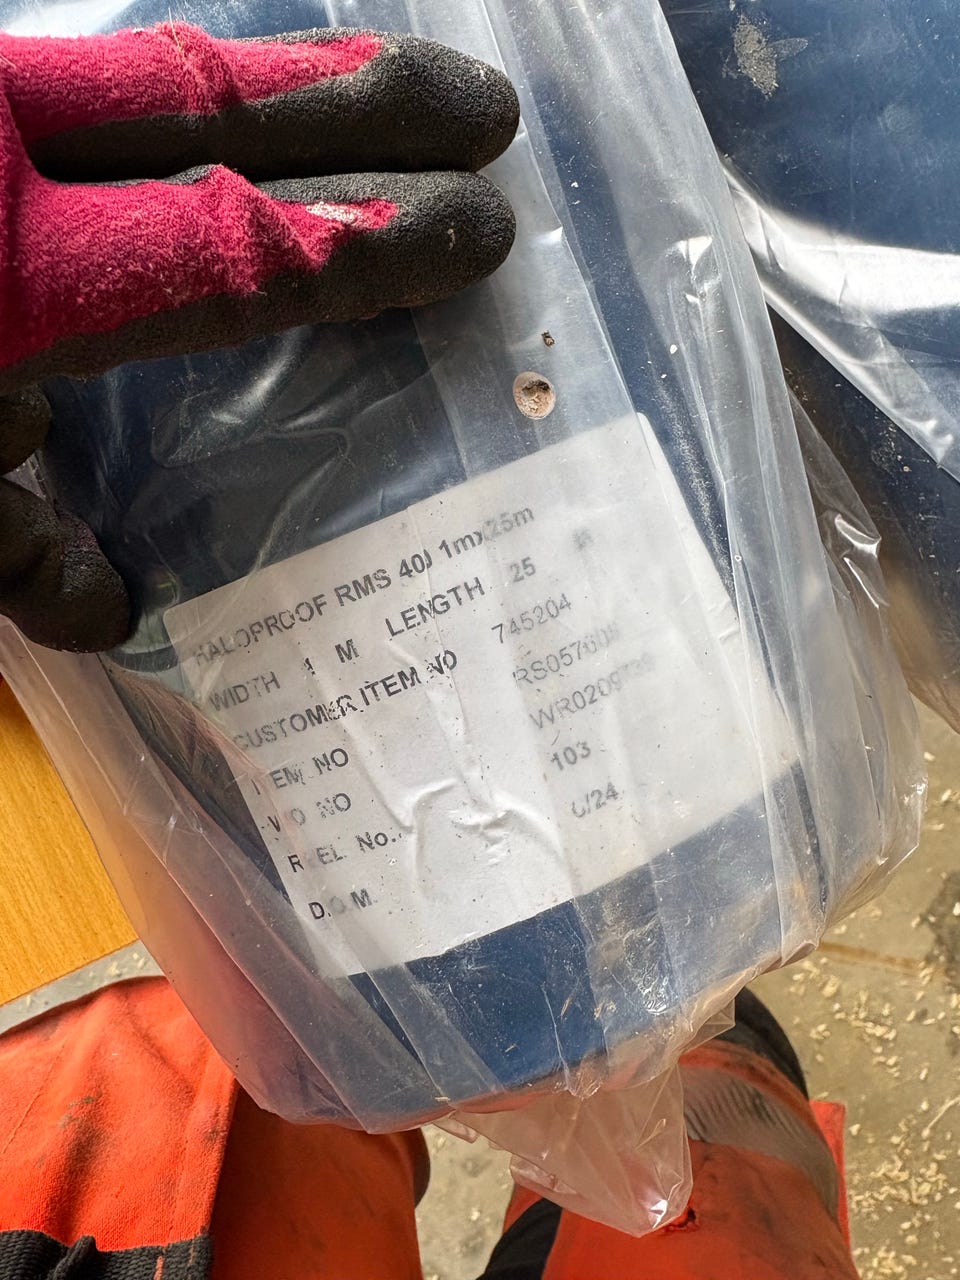 HALOPROOF RMS 400 1mx25m
WIDTH 1 M LENGTH 25
CUSTOMER ITEM NO 745204
ITEM NO
W/O NO
REEL No.. 103
D.O.M.